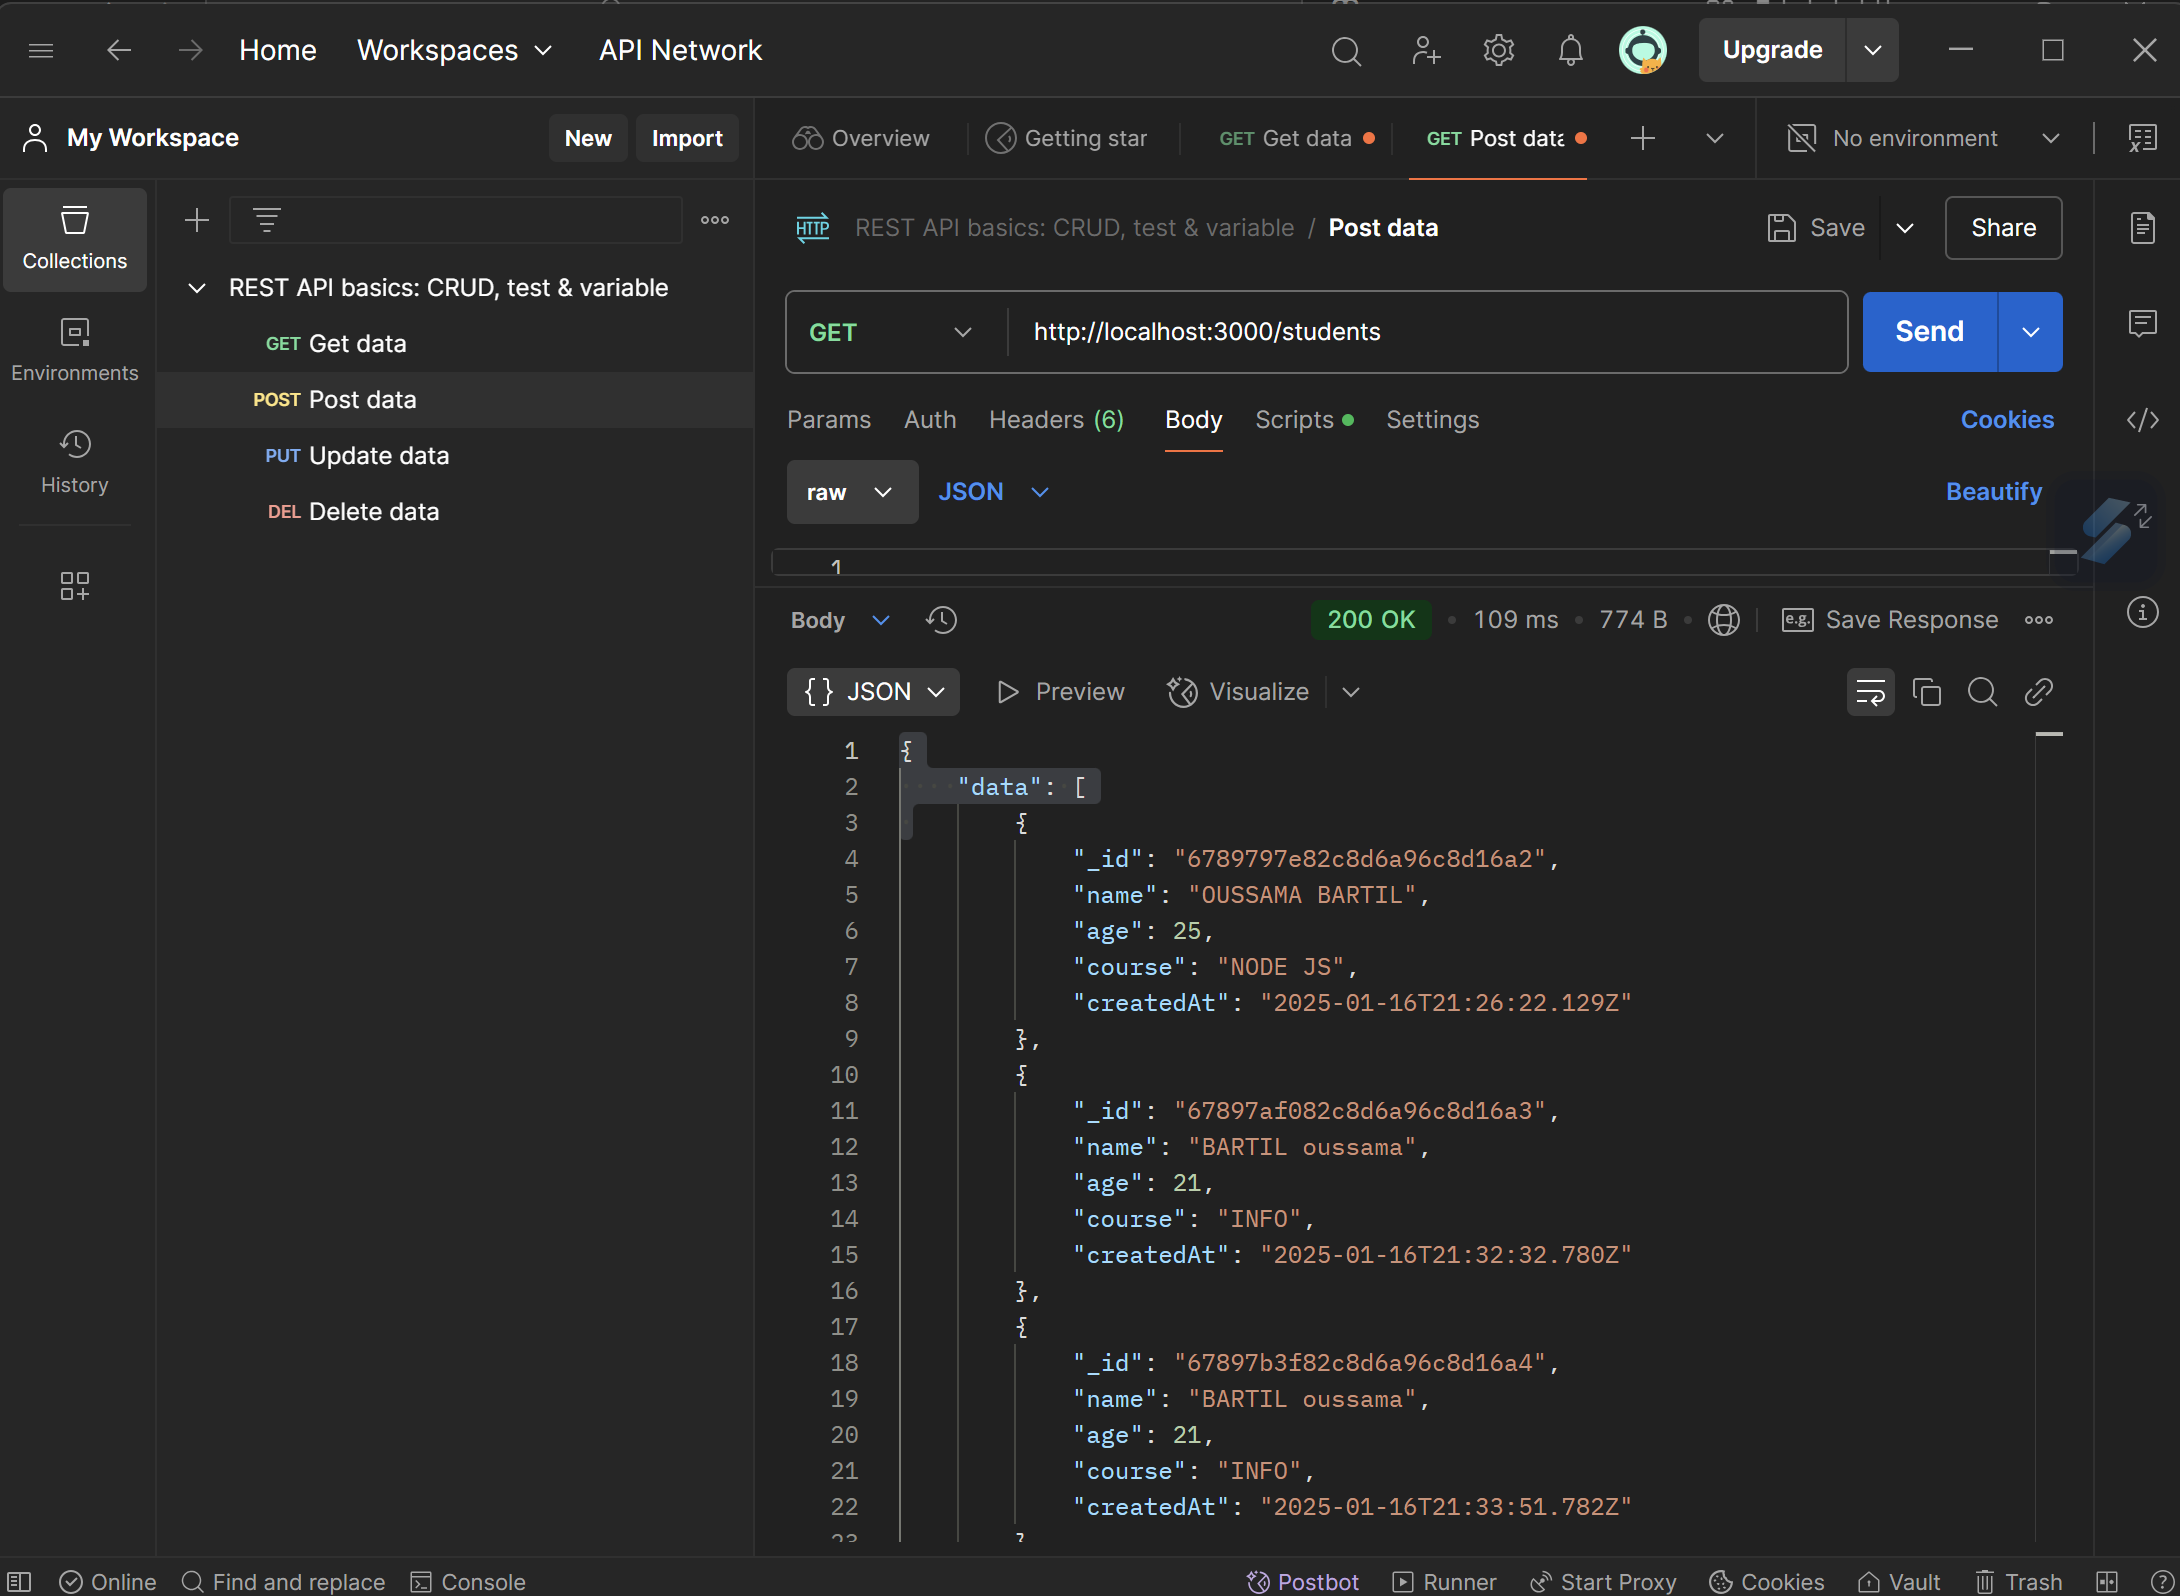 Home
Workspaces
API Network
Upgrade
My Workspace
New
Import
Overview
Getting star
GET Get data
GET Post data
No environment
Collections
Environments
History
REST API basics: CRUD, test & variable
GET Get data
POST Post data
PUT Update data
DEL Delete data
HTTP
REST API basics: CRUD, test & variable / Post data
Save
Share
GET
http://localhost:3000/students
Send
Params
Auth
Headers (6)
Body
Scripts
Settings
Cookies
raw
JSON
Beautify
1
Body
200 OK
109 ms
774 B
e.g.
Save Response
{} JSON
Preview
Visualize
1 {
2 "data": [
3 {
4 "_id": "6789797e82c8d6a96c8d16a2",
5 "name": "OUSSAMA BARTIL",
6 "age": 25,
7 "course": "NODE JS",
8 "createdAt": "2025-01-16T21:26:22.129Z"
9 },
10 {
11 "_id": "67897af082c8d6a96c8d16a3",
12 "name": "BARTIL oussama",
13 "age": 21,
14 "course": "INFO",
15 "createdAt": "2025-01-16T21:32:32.780Z"
16 },
17 {
18 "_id": "67897b3f82c8d6a96c8d16a4",
19 "name": "BARTIL oussama",
20 "age": 21,
21 "course": "INFO",
22 "createdAt": "2025-01-16T21:33:51.782Z"
23 }
Online
Find and replace
Console
Postbot
Runner
Start Proxy
Cookies
Vault
Trash